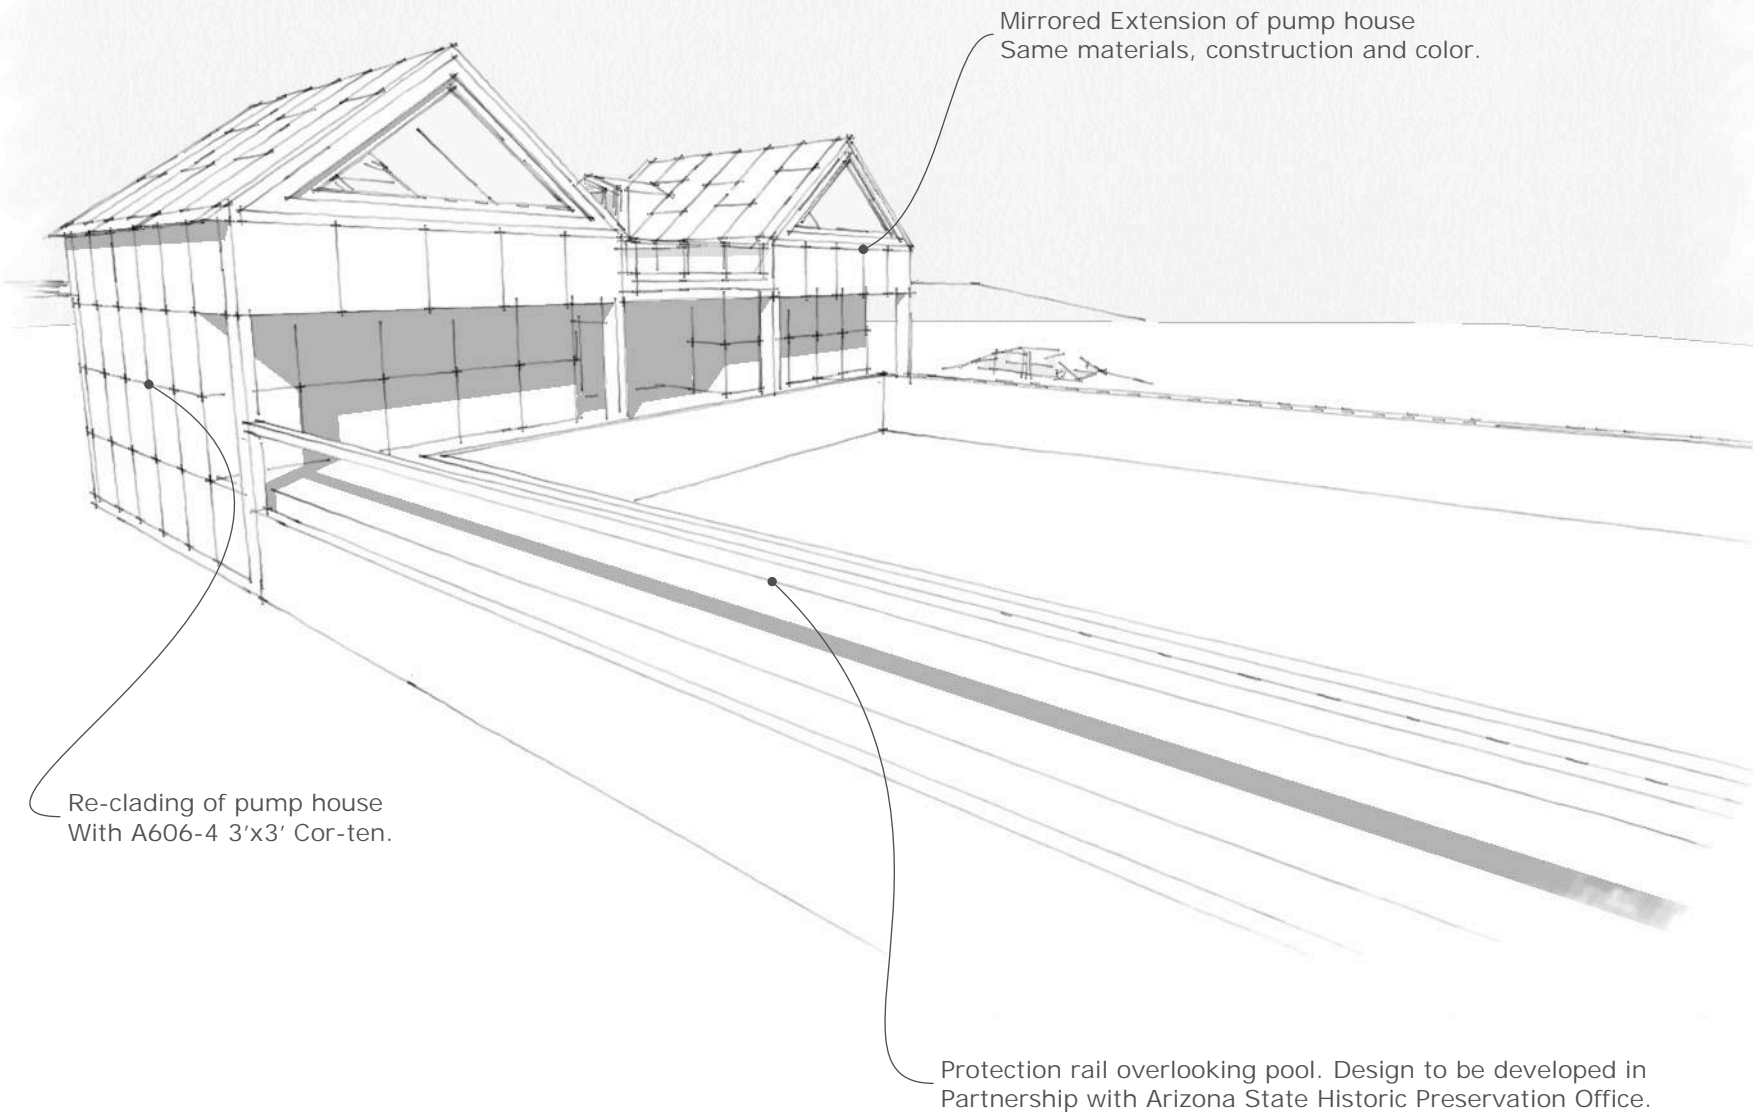 Mirrored Extension of pump house
Same materials, construction and color.
Re-clading of pump house
With A606-4 3'x3' Cor-ten.
Protection rail overlooking pool. Design to be developed in
Partnership with Arizona State Historic Preservation Office.